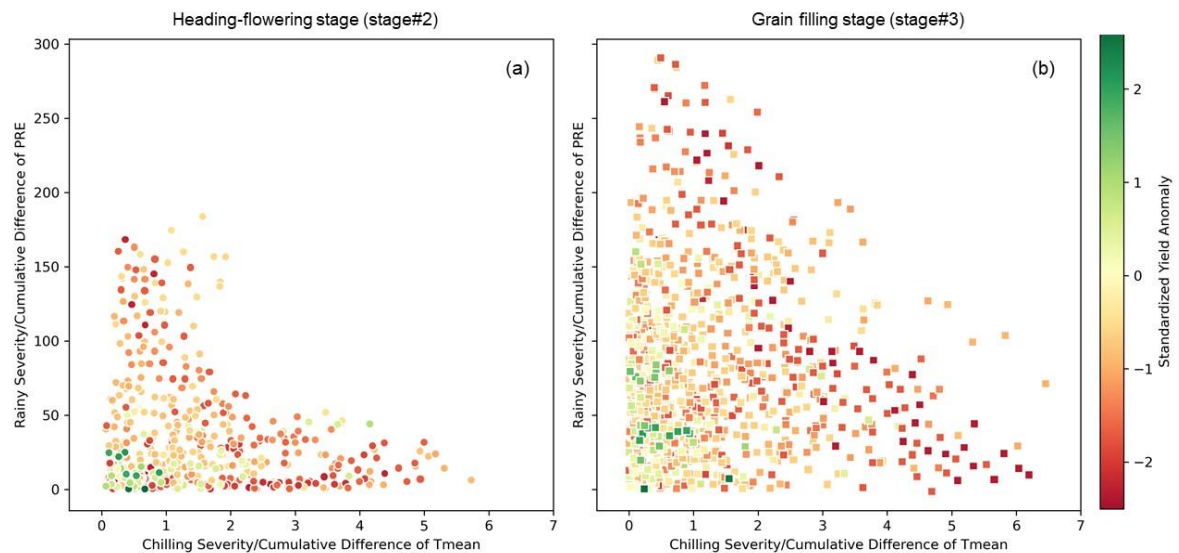 Heading-flowering stage (stage#2)
Grain filling stage (stage#3)
(a)
(b)
300
250
200
150
100
50
0
Rainy Severity/Cumulative Difference of PRE
0 1 2 3 4 5 6 7
Chilling Severity/Cumulative Difference of Tmean
Rainy Severity/Cumulative Difference of PRE
0 1 2 3 4 5 6 7
Chilling Severity/Cumulative Difference of Tmean
2
1
0
−1
−2
Standardized Yield Anomaly